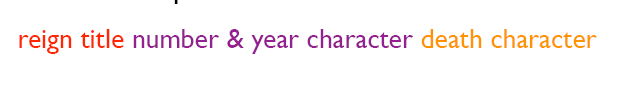 reign title number & year character death character